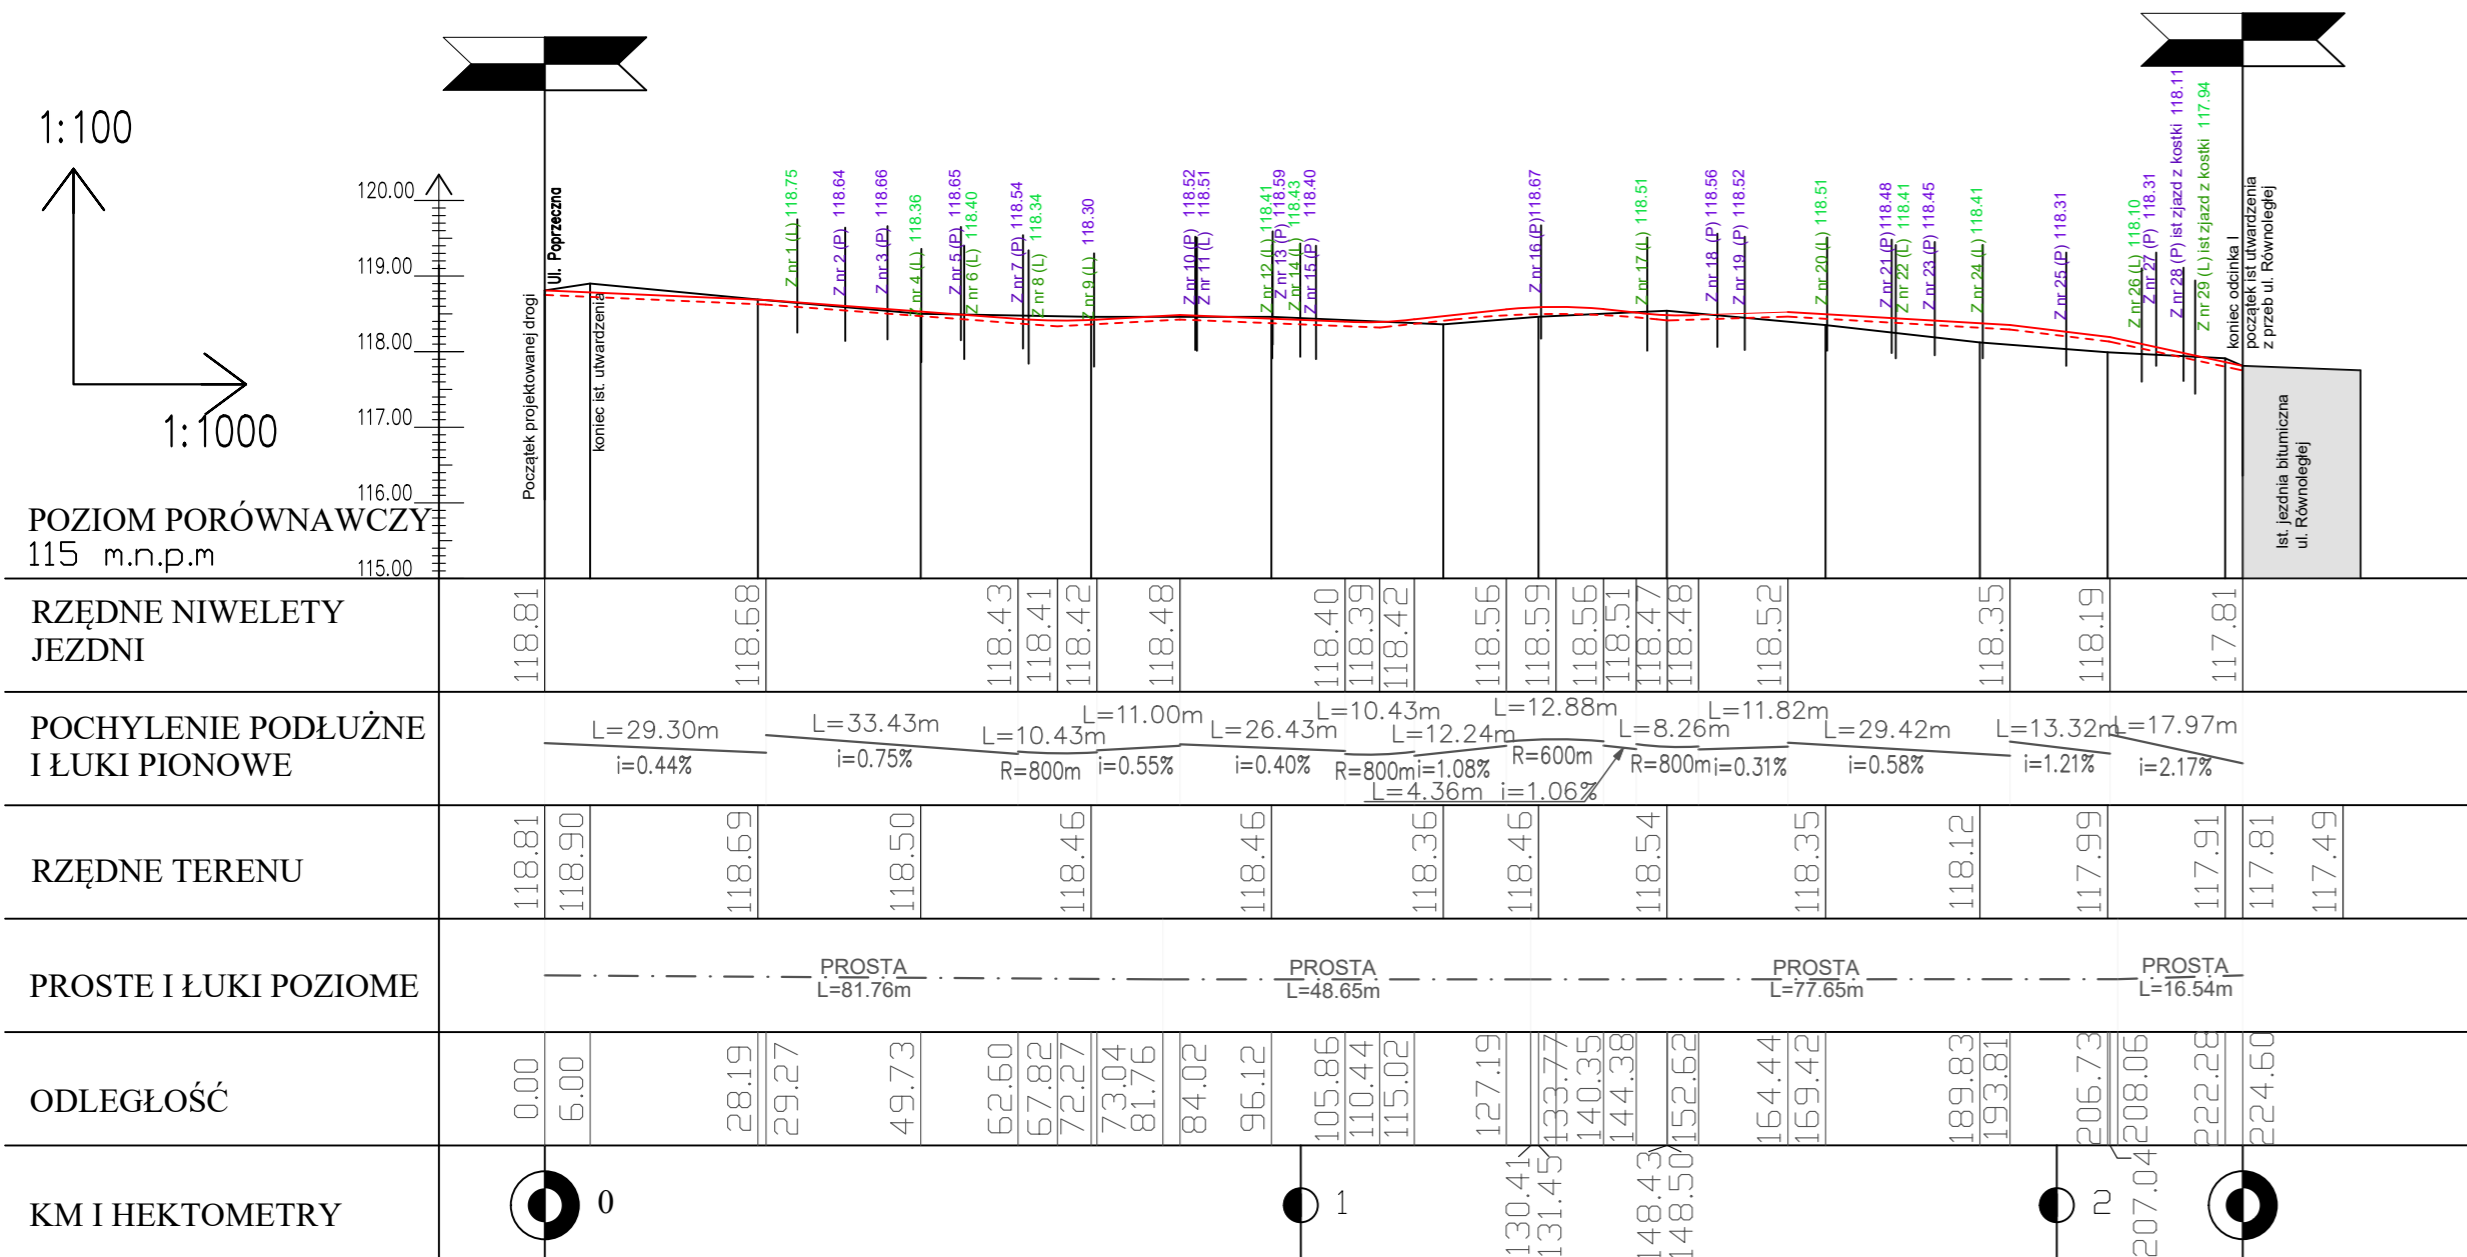 1:100
1:1000
120.00
119.00
118.00
117.00
116.00
115.00
POZIOM PORÓWNAWCZY
115 m.n.p.m
Początek projektowanej drogi
Ul. Poprzeczna
koniec ist. utwardzenia
Z nr 1 (L) 118.75
Z nr 2 (P) 118.64
Z nr 3 (P) 118.66
Z nr 4 (L) 118.36
Z nr 5 (P) 118.65
Z nr 6 (L) 118.40
Z nr 7 (P) 118.54
Z nr 8 (L) 118.34
Z nr 9 (L) 118.30
Z nr 10 (P) 118.52
Z nr 11 (L) 118.51
Z nr 12 (L) 118.41
Z nr 13 (P) 118.59
Z nr 14 (L) 118.43
Z nr 15 (P) 118.40
Z nr 16 (P) 118.67
Z nr 17 (L) 118.51
Z nr 18 (P) 118.56
Z nr 19 (P) 118.52
Z nr 20 (L) 118.51
Z nr 21 (P) 118.48
Z nr 22 (L) 118.41
Z nr 23 (P) 118.45
Z nr 24 (L) 118.41
Z nr 25 (P) 118.31
Z nr 26 (L) 118.10
Z nr 27 (P) 118.31
Z nr 28 (P) ist zjazd z kostki 118.11
Z nr 29 (L) ist zjazd z kostki 117.94
koniec odcinka I
początek ist utwardzenia
z przeb ul. Równoległej
Ist. jezdnia bitumiczna
ul. Równoległej
RZĘDNE NIWELETY
JEZDNI
118.81 118.68 118.43 118.41 118.42 118.48 118.40 118.39 118.42 118.56 118.59 118.56 118.51 118.47 118.48 118.52 118.35 118.19 117.81
POCHYLENIE PODŁUŻNE
I ŁUKI PIONOWE
L=29.30m
i=0.44%
L=33.43m
i=0.75%
L=10.43m
R=800m
L=11.00m
i=0.55%
L=26.43m
i=0.40%
L=10.43m
R=800m
L=12.24m
i=1.08%
L=12.88m
R=600m
L=4.36m i=1.06%
L=8.26m
R=800m
L=11.82m
i=0.31%
L=29.42m
i=0.58%
L=13.32m
i=1.21%
L=17.97m
i=2.17%
RZĘDNE TERENU
118.81 118.90 118.69 118.50 118.46 118.46 118.36 118.46 118.54 118.35 118.12 117.99 117.91 117.81 117.49
PROSTE I ŁUKI POZIOME
PROSTA
L=81.76m
PROSTA
L=48.65m
PROSTA
L=77.65m
PROSTA
L=16.54m
ODLEGŁOŚĆ
0.00 6.00 28.19 29.27 49.73 62.60 67.82 72.27 73.04 81.76 84.02 96.12 105.86 110.44 115.02 127.19 130.41 131.45 133.77 140.35 144.38 148.43 148.50 152.62 164.44 169.42 189.83 193.81 206.73 207.04 208.06 222.28 224.60
KM I HEKTOMETRY
0
1
2